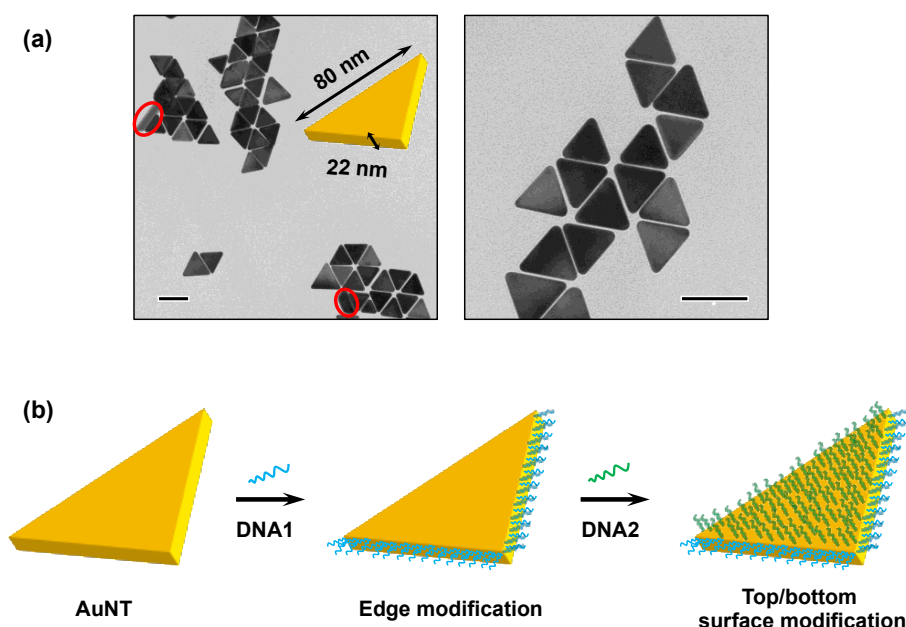 (a)
80 nm
22 nm
(b)
DNA1
DNA2
AuNT
Edge modification
Top/bottom
surface modification